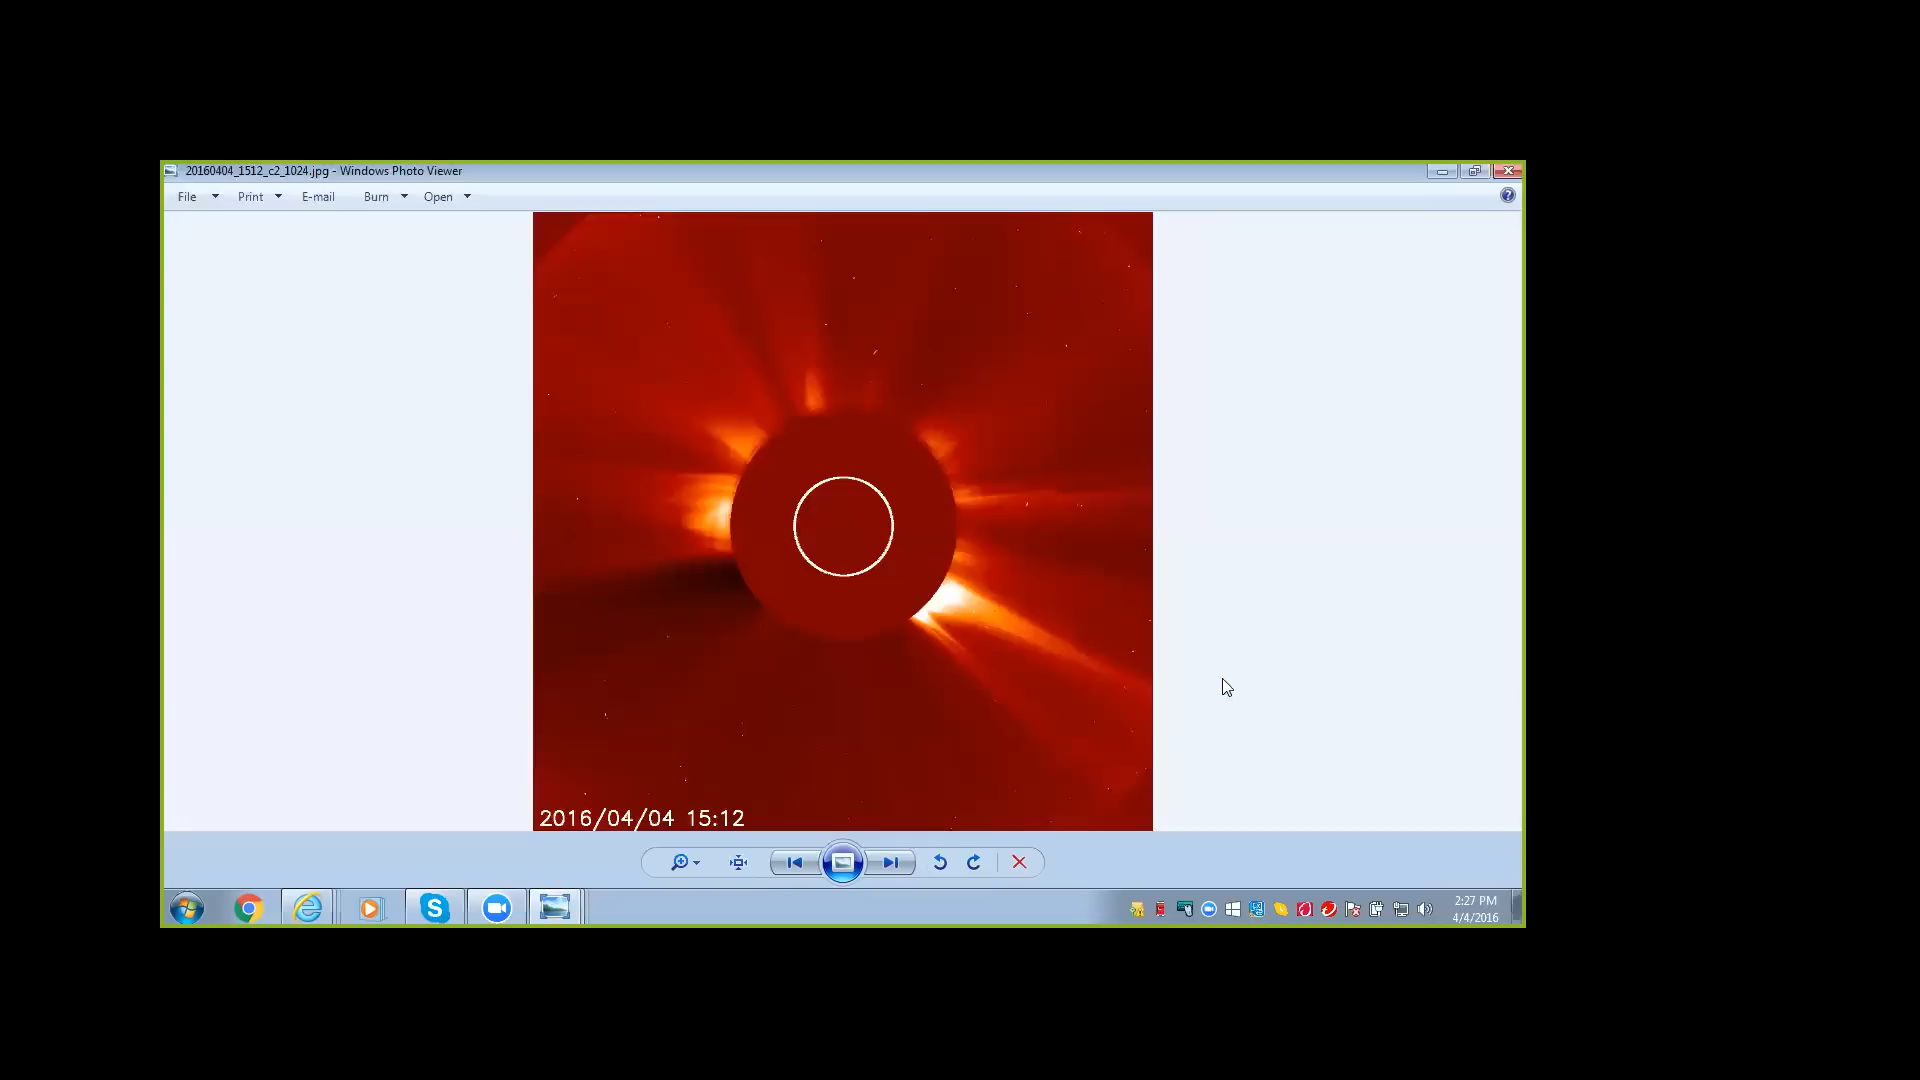 20160404_1512_c2_1024.jpg - Windows Photo Viewer
File Print E-mail Burn Open
2016/04/04 15:12
2:27 PM
4/4/2016